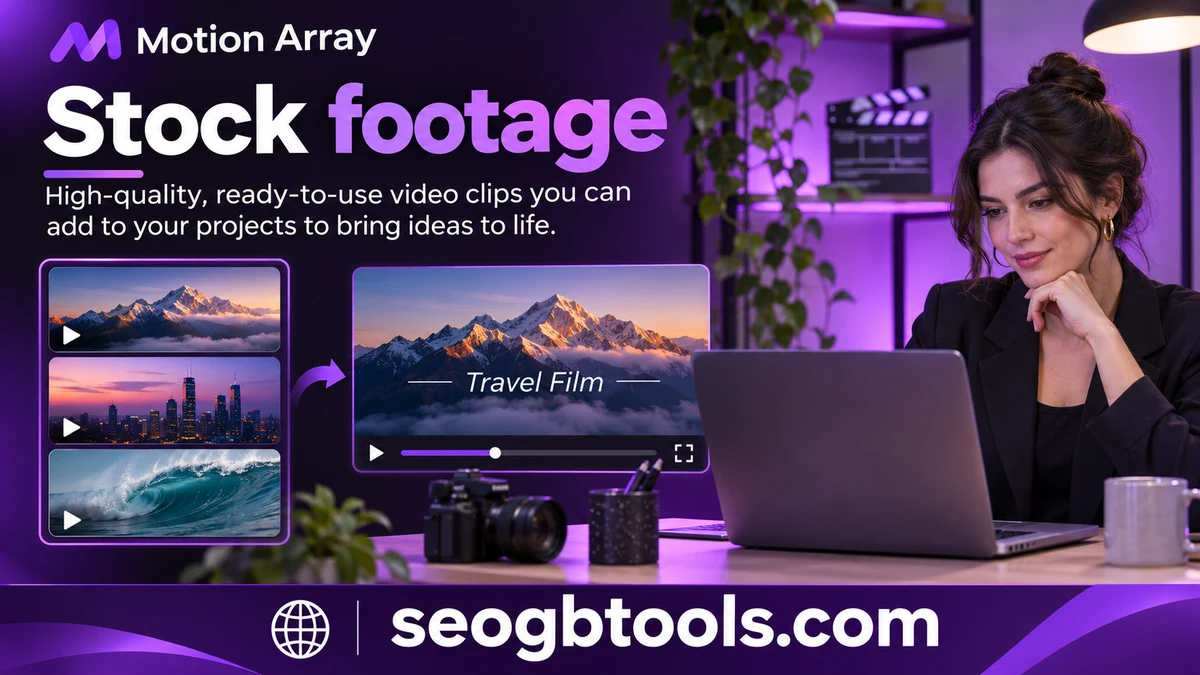 Motion Array
Stock footage
High-quality, ready-to-use video clips you can
add to your projects to bring ideas to life.
Travel Film
seogbtools.com